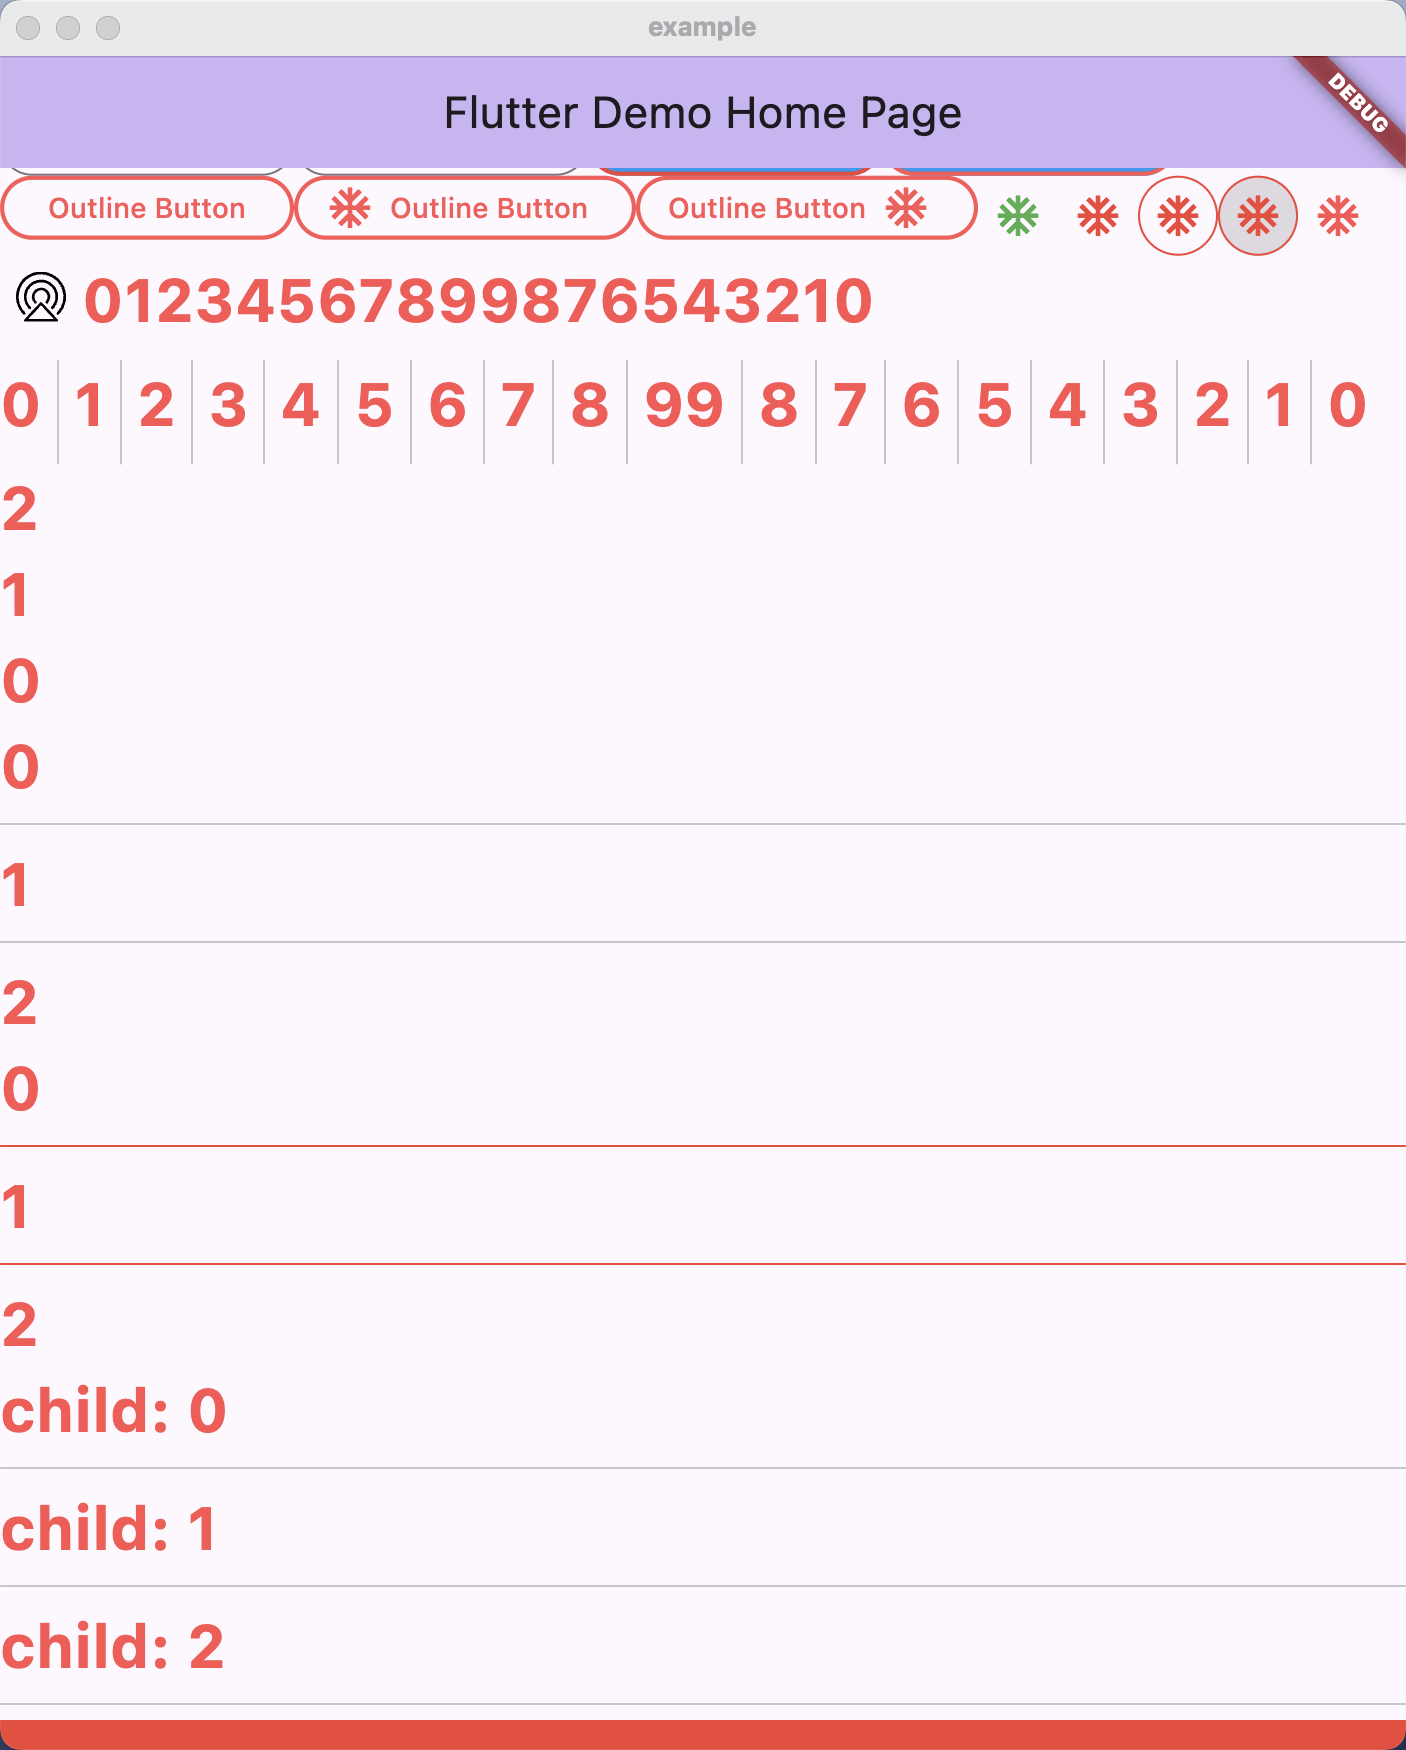 example
Flutter Demo Home Page
DEBUG
Outline Button Outline Button Outline Button
01234567899876543210
0 1 2 3 4 5 6 7 8 99 8 7 6 5 4 3 2 1 0
2
1
0
0
1
2
0
1
2
child: 0
child: 1
child: 2